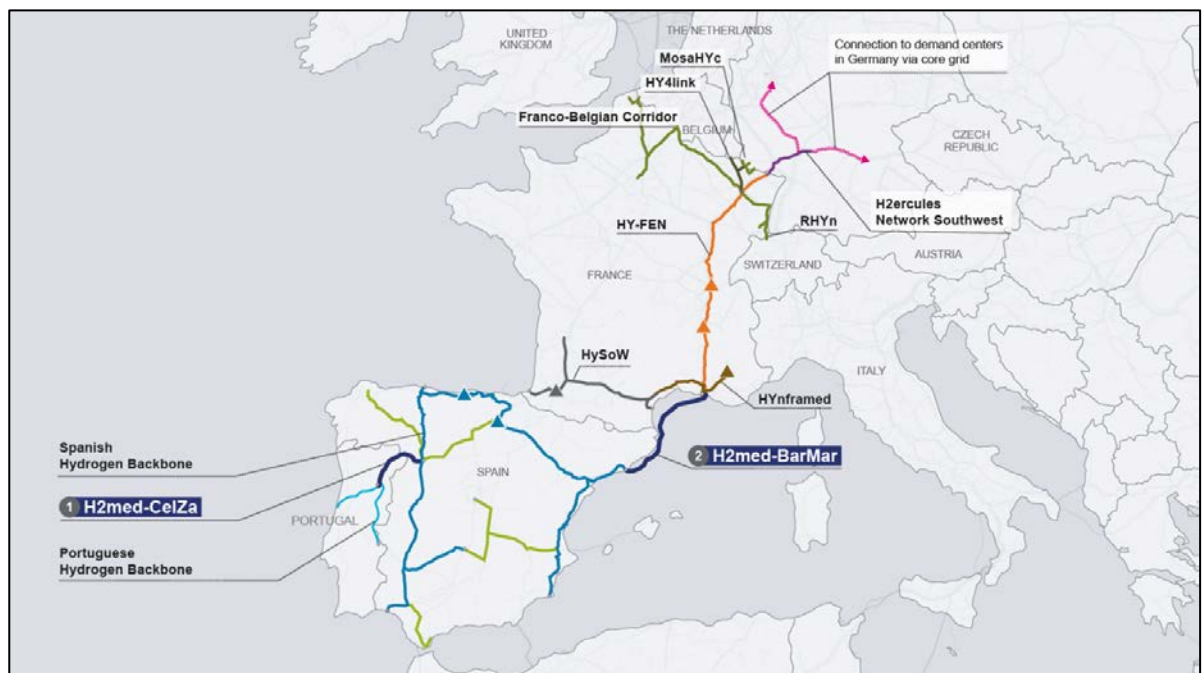 UNITED
KINGDOM
THE NETHERLANDS
MosaHYc
HY4link
Franco-Belgian Corridor
BELGIUM
Connection to demand centers
in Germany via core grid
CZECH
REPUBLIC
H2ercules
Network Southwest
RHYn
HY-FEN
FRANCE
SWITZERLAND
AUSTRIA
HySoW
ITALY
HYnframed
Spanish
Hydrogen Backbone
SPAIN
2 H2med-BarMar
1 H2med-CelZa
PORTUGAL
Portuguese
Hydrogen Backbone